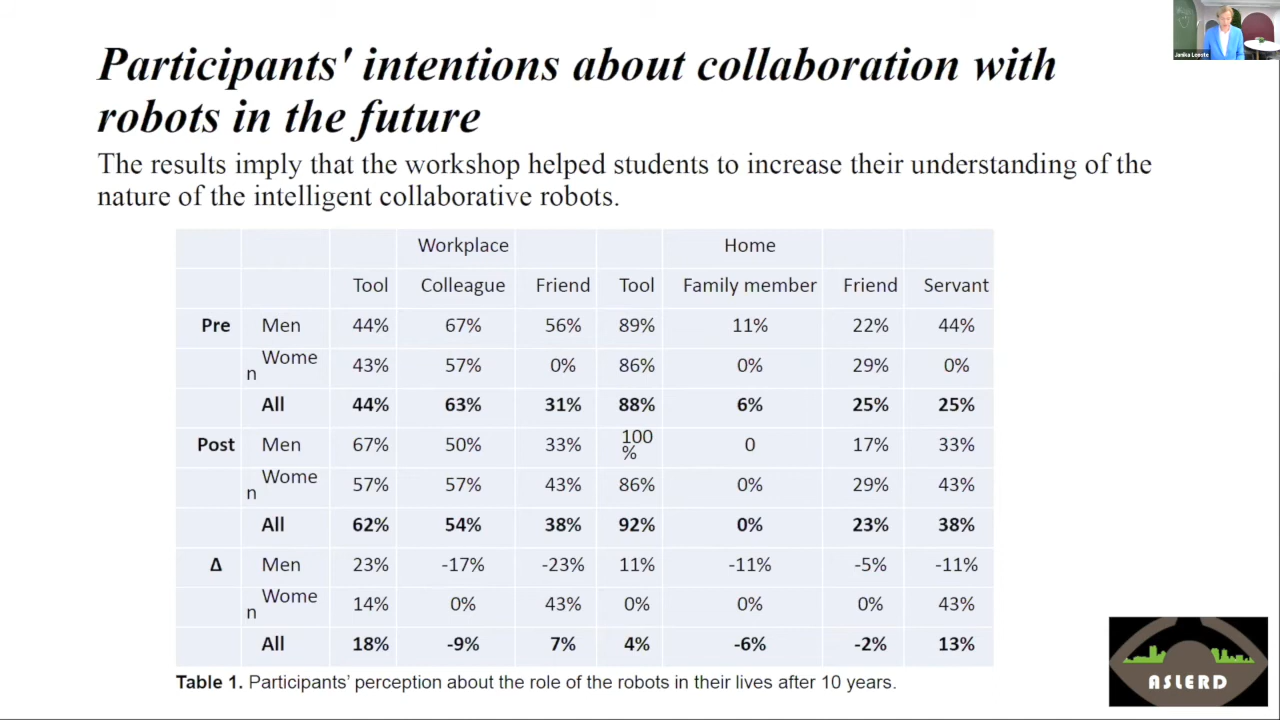 Participants' intentions about collaboration with
robots in the future
The results imply that the workshop helped students to increase their understanding of the
nature of the intelligent collaborative robots.
Workplace Home
Tool Colleague Friend Tool Family member Friend Servant
Pre Men 44% 67% 56% 89% 11% 22% 44%
Wome
n 43% 57% 0% 86% 0% 29% 0%
All 44% 63% 31% 88% 6% 25% 25%
Post Men 67% 50% 33% 100
% 0 17% 33%
Wome
n 57% 57% 43% 86% 0% 29% 43%
All 62% 54% 38% 92% 0% 23% 38%
Δ Men 23% -17% -23% 11% -11% -5% -11%
Wome
n 14% 0% 43% 0% 0% 0% 43%
All 18% -9% 7% 4% -6% -2% 13%
Table 1. Participants' perception about the role of the robots in their lives after 10 years.
ASLERD
Janika Leoste